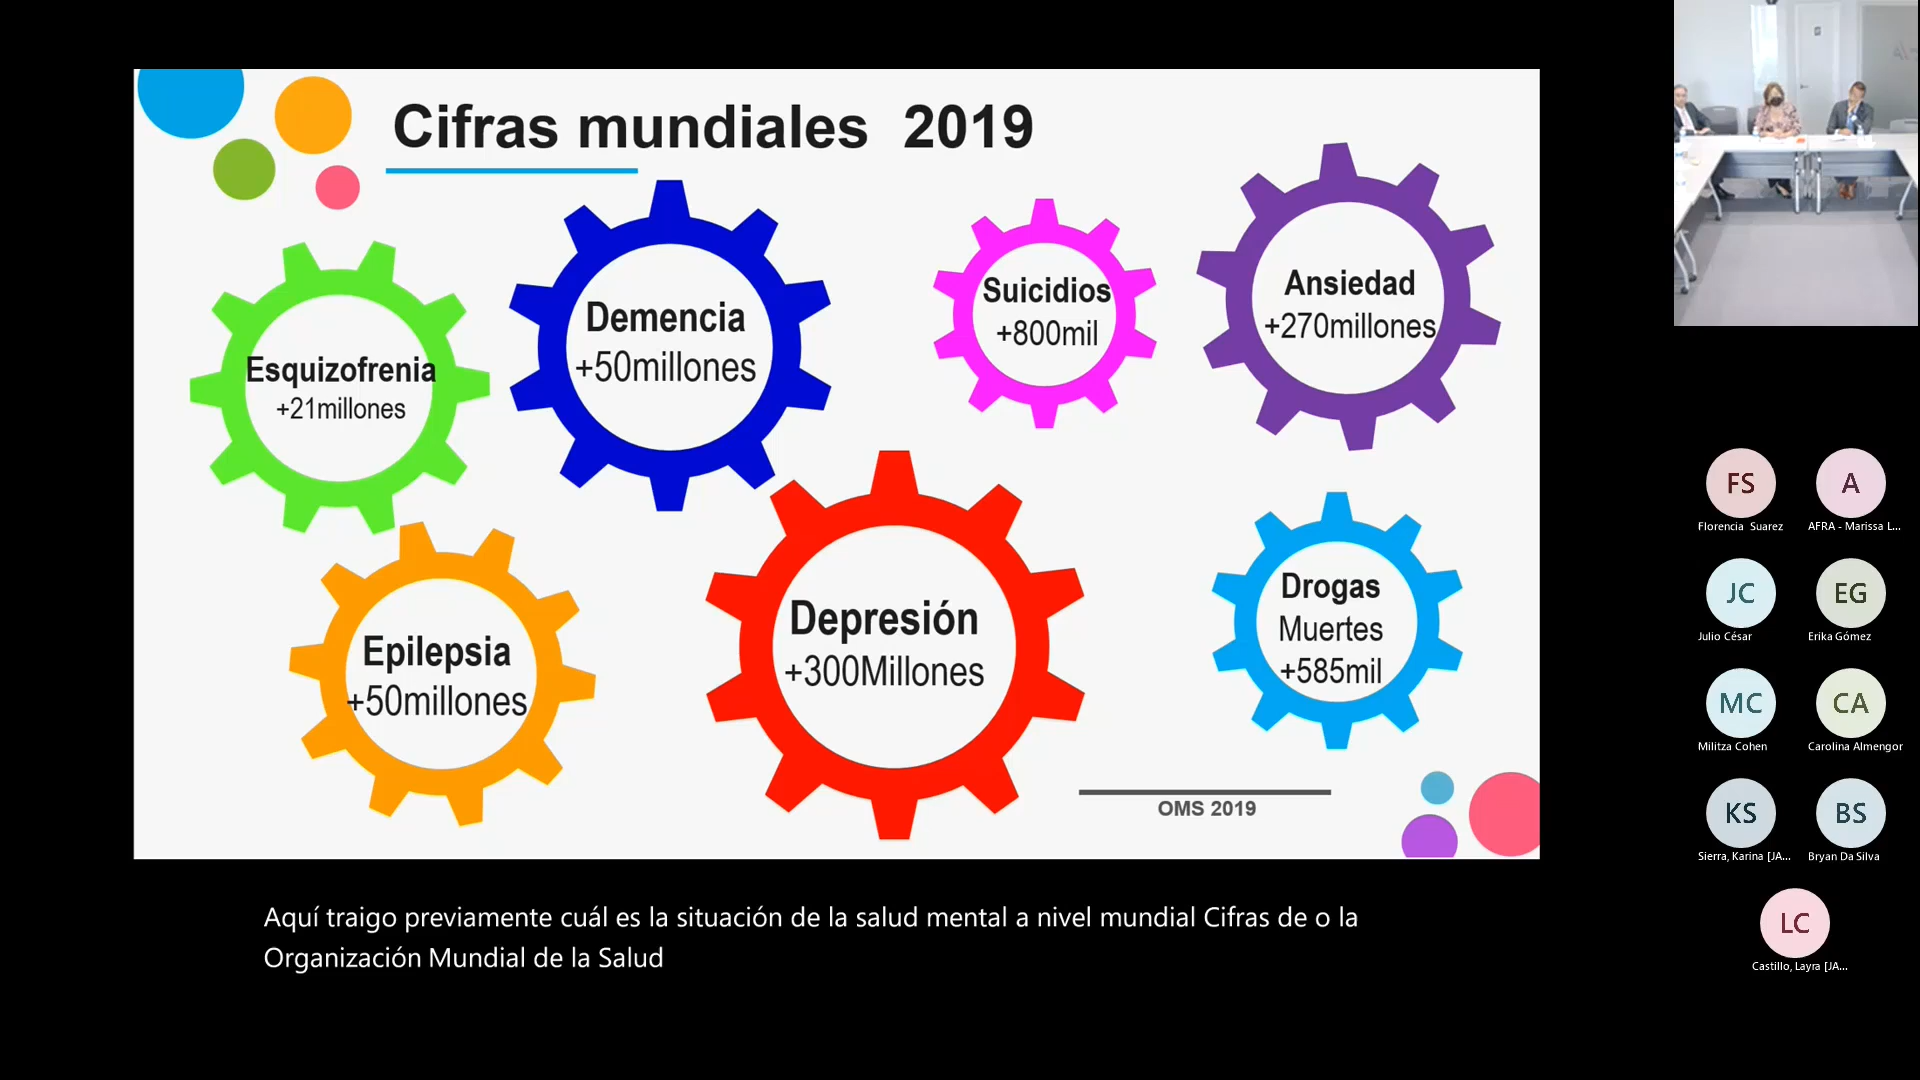 Cifras mundiales 2019
Esquizofrenia
+21millones
Demencia
+50millones
Suicidios
+800mil
Ansiedad
+270millones
Epilepsia
+50millones
Depresión
+300Millones
Drogas
Muertes
+585mil
OMS 2019
Aquí traigo previamente cuál es la situación de la salud mental a nivel mundial Cifras de o la
Organización Mundial de la Salud
FS
Florencia Suarez
A
AFRA - Marissa L...
JC
Julio César
EG
Erika Gómez
MC
Militza Cohen
CA
Carolina Almengor
KS
Sierra, Karina [JA...
BS
Bryan Da Silva
LC
Castillo, Layra [JA...